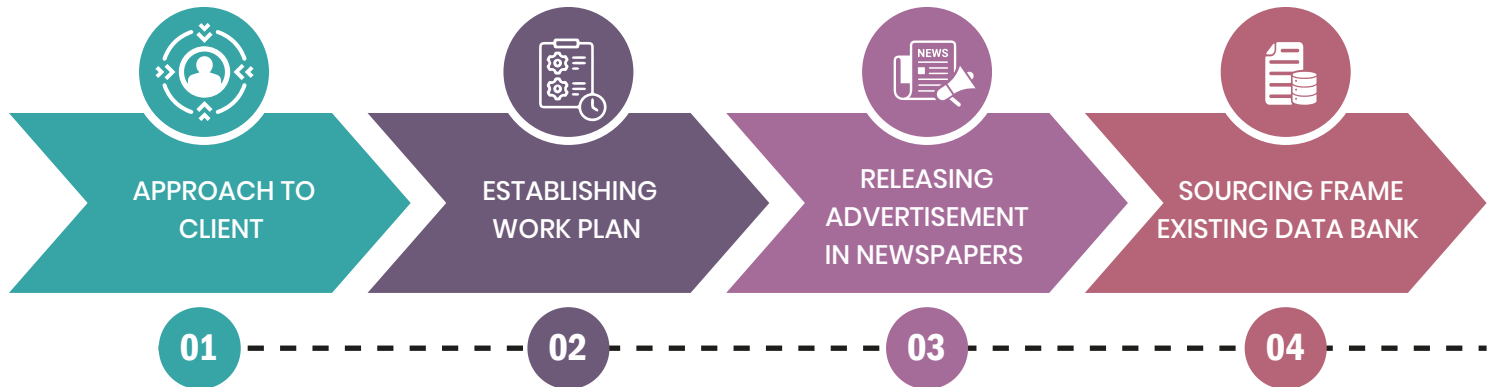 NEWS
APPROACH TO
CLIENT
ESTABLISHING
WORK PLAN
RELEASING
ADVERTISEMENT
IN NEWSPAPERS
SOURCING FRAME
EXISTING DATA BANK
01
02
03
04